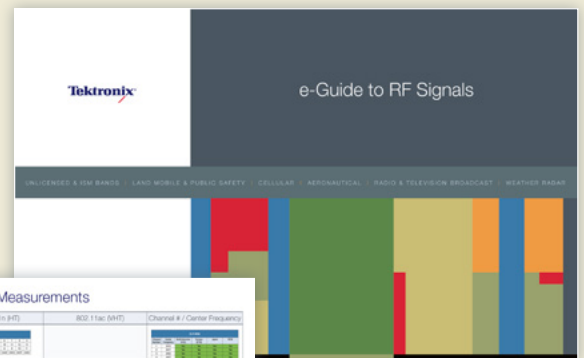 Tektronix
e-Guide to RF Signals
UNLICENSED & ISM BANDS | LAND MOBILE & PUBLIC SAFETY | CELLULAR | AERONAUTICAL | RADIO & TELEVISION BROADCAST | WEATHER RADAR
Measurements
(HT) 802.11ac (VHT) Channel # / Center Frequency